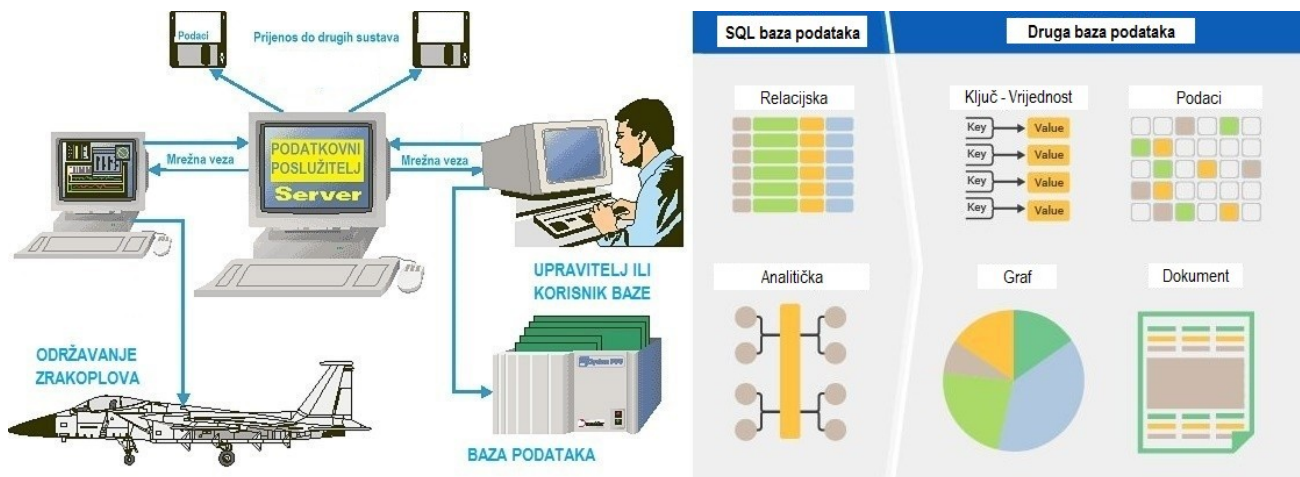 Podaci
Prijenos do drugih sustava
Mrežna veza
PODATKOVNI
POSLUŽITELJ
Server
Mrežna veza
UPRAVITELJ ILI
KORISNIK BAZE
ODRŽAVANJE
ZRAKOPLOVA
BAZA PODATAKA
SQL baza podataka
Druga baza podataka
Relacijska
Ključ - Vrijednost
Podaci
Key
Value
Key
Value
Key
Value
Key
Value
Analitička
Graf
Dokument